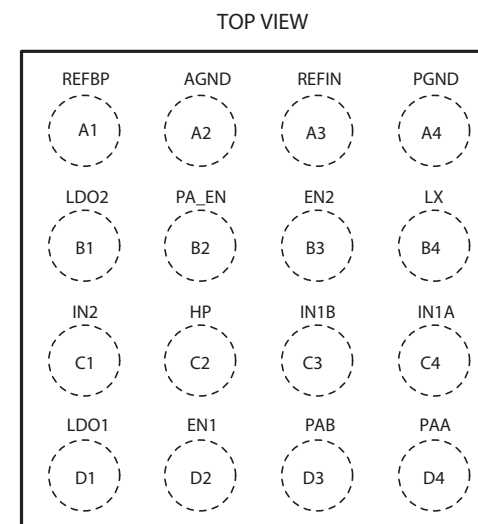 TOP VIEW
REFBP AGND REFIN PGND
A1 A2 A3 A4
LDO2 PA_EN EN2 LX
B1 B2 B3 B4
IN2 HP IN1B IN1A
C1 C2 C3 C4
LDO1 EN1 PAB PAA
D1 D2 D3 D4